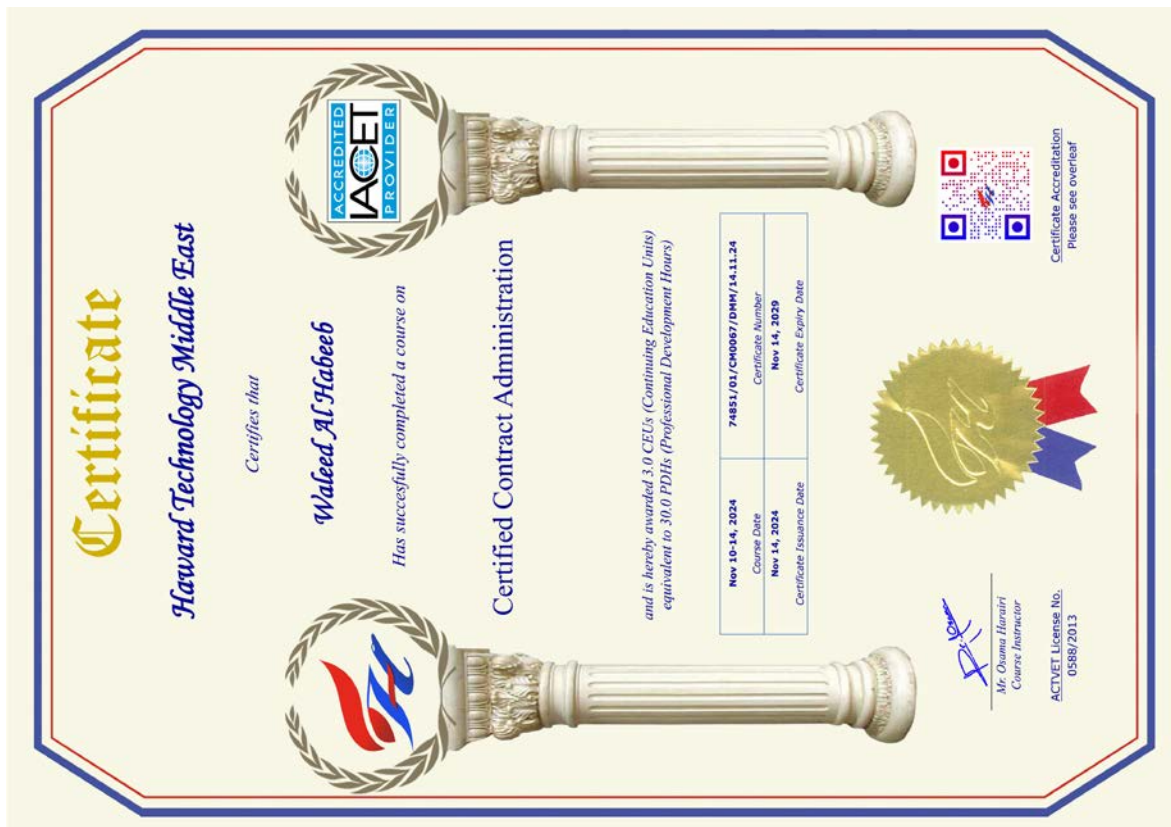 Certificate
Haward Technology Middle East
Certifies that
Waleed Al Habeeb
Has succesfully completed a course on
Certified Contract Administration
and is hereby awarded 3.0 CEUs (Continuing Education Units)
equivalent to 30.0 PDHs (Professional Development Hours)
Nov 10-14, 2024
Course Date
74851/01/CM0067/DMM/14.11.24
Certificate Number
Nov 14, 2024
Certificate Issuance Date
Nov 14, 2029
Certificate Expiry Date
ACCREDITED
IACET
PROVIDER
Mr. Osama Harairi
Course Instructor
ACTVET License No.
0588/2013
Certificate Accreditation
Please see overleaf